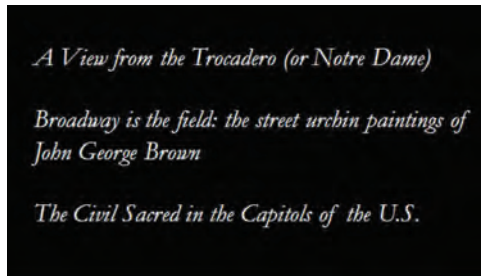 A View from the Trocadero (or Notre Dame)
Broadway is the field: the street urchin paintings of
John George Brown
The Civil Sacred in the Capitols of the U.S.